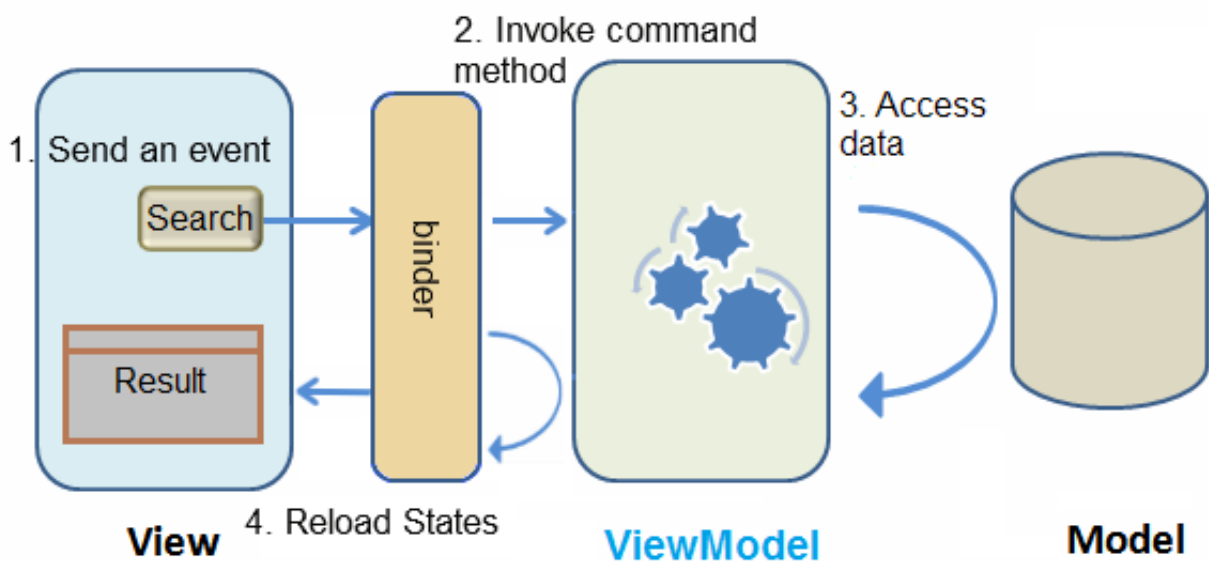 2. Invoke command
method
3. Access
data
1. Send an event
Search
binder
Result
4. Reload States
View
ViewModel
Model